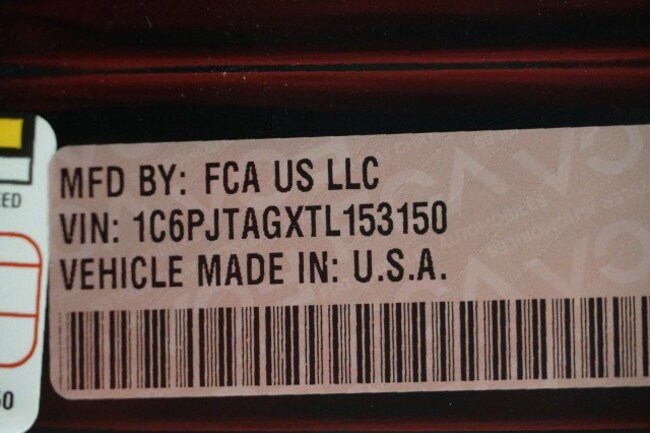 MFD BY: FCA US LLC
VIN: 1C6PJTAGXTL153150
VEHICLE MADE IN: U.S.A.